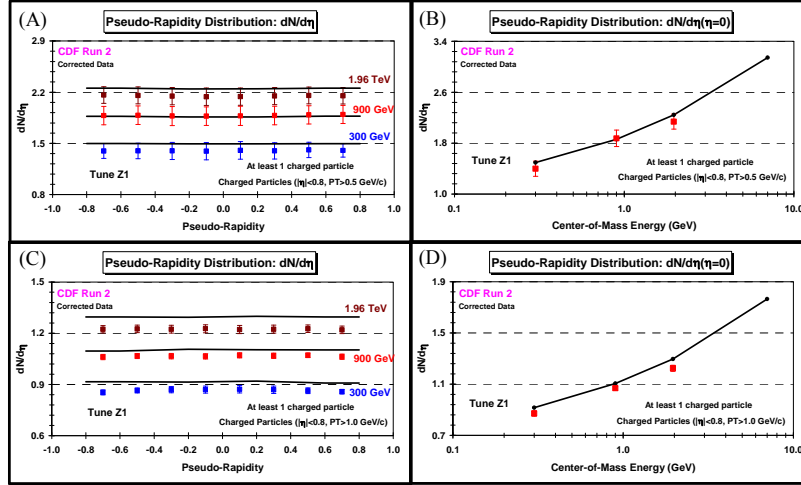 (A)
Pseudo-Rapidity Distribution: dN/dη
2.9
2.2
1.5
0.8
dN/dη
CDF Run 2
Corrected Data
1.96 TeV
900 GeV
300 GeV
Tune Z1
At least 1 charged particle
Charged Particles (|η|<0.8, PT>0.5 GeV/c)
-1.0 -0.8 -0.6 -0.4 -0.2 0.0 0.2 0.4 0.6 0.8 1.0
Pseudo-Rapidity
(B)
Pseudo-Rapidity Distribution: dN/dη(η=0)
3.4
2.6
1.8
1.0
dN/dη
CDF Run 2
Corrected Data
Tune Z1
At least 1 charged particle
Charged Particles (|η|<0.8, PT>0.5 GeV/c)
0.1 1.0 10.0
Center-of-Mass Energy (GeV)
(C)
Pseudo-Rapidity Distribution: dN/dη
1.5
1.2
0.9
0.6
dN/dη
CDF Run 2
Corrected Data
1.96 TeV
900 GeV
300 GeV
Tune Z1
At least 1 charged particle
Charged Particles (|η|<0.8, PT>1.0 GeV/c)
-1.0 -0.8 -0.6 -0.4 -0.2 0.0 0.2 0.4 0.6 0.8 1.0
Pseudo-Rapidity
(D)
Pseudo-Rapidity Distribution: dN/dη(η=0)
1.9
1.5
1.1
0.7
dN/dη
CDF Run 2
Corrected Data
Tune Z1
At least 1 charged particle
Charged Particles (|η|<0.8, PT>1.0 GeV/c)
0.1 1.0 10.0
Center-of-Mass Energy (GeV)